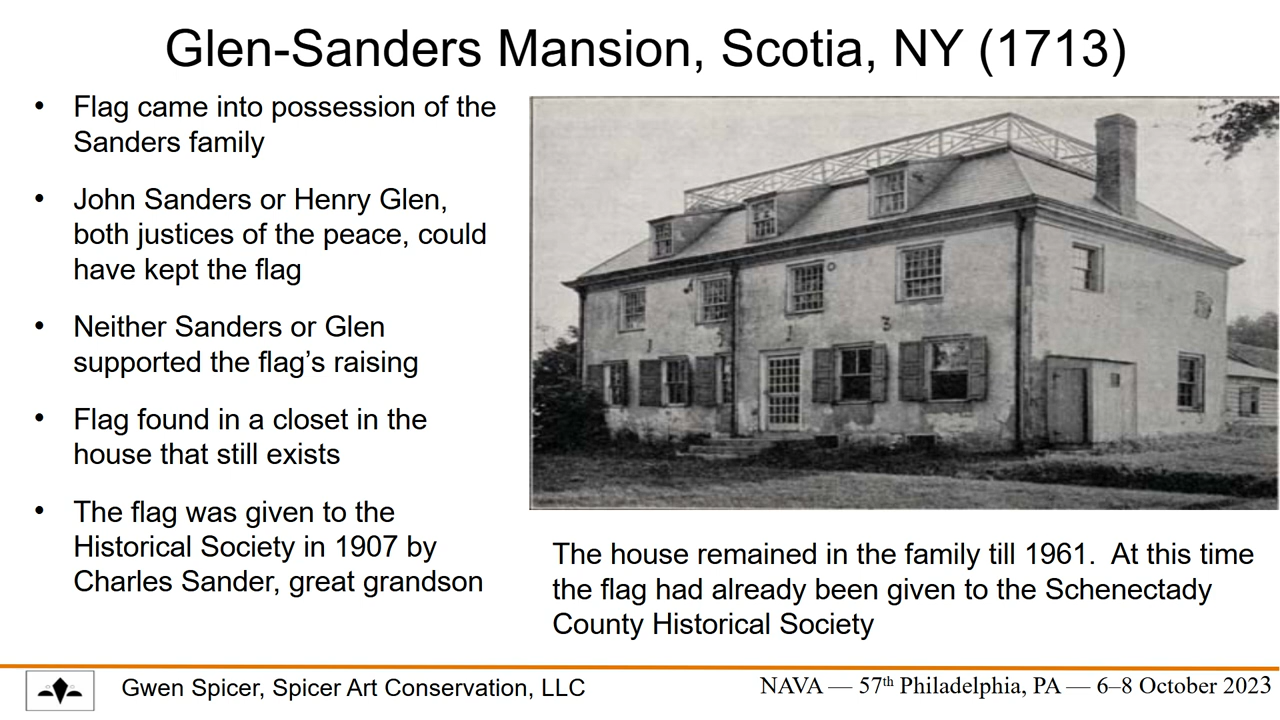 Glen-Sanders Mansion, Scotia, NY (1713)
• Flag came into possession of the
Sanders family
• John Sanders or Henry Glen,
both justices of the peace, could
have kept the flag
• Neither Sanders or Glen
supported the flag’s raising
• Flag found in a closet in the
house that still exists
• The flag was given to the
Historical Society in 1907 by
Charles Sander, great grandson
The house remained in the family till 1961.  At this time
the flag had already been given to the Schenectady
County Historical Society
Gwen Spicer, Spicer Art Conservation, LLC
NAVA — 57th Philadelphia, PA — 6–8 October 2023